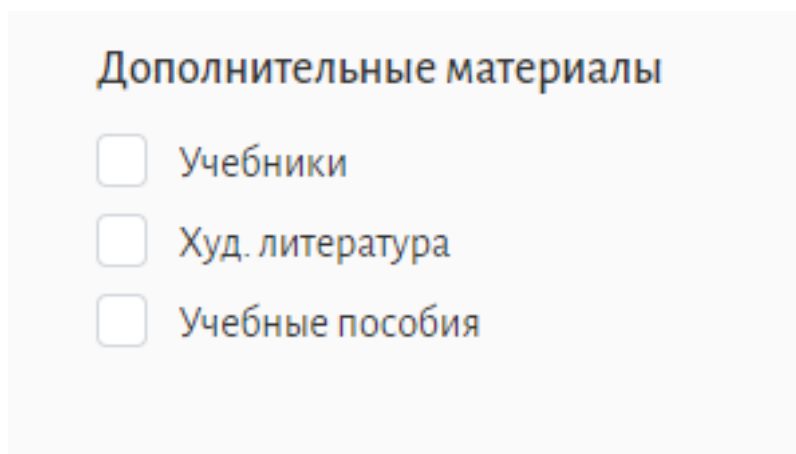 Дополнительные материалы
Учебники
Худ. литература
Учебные пособия